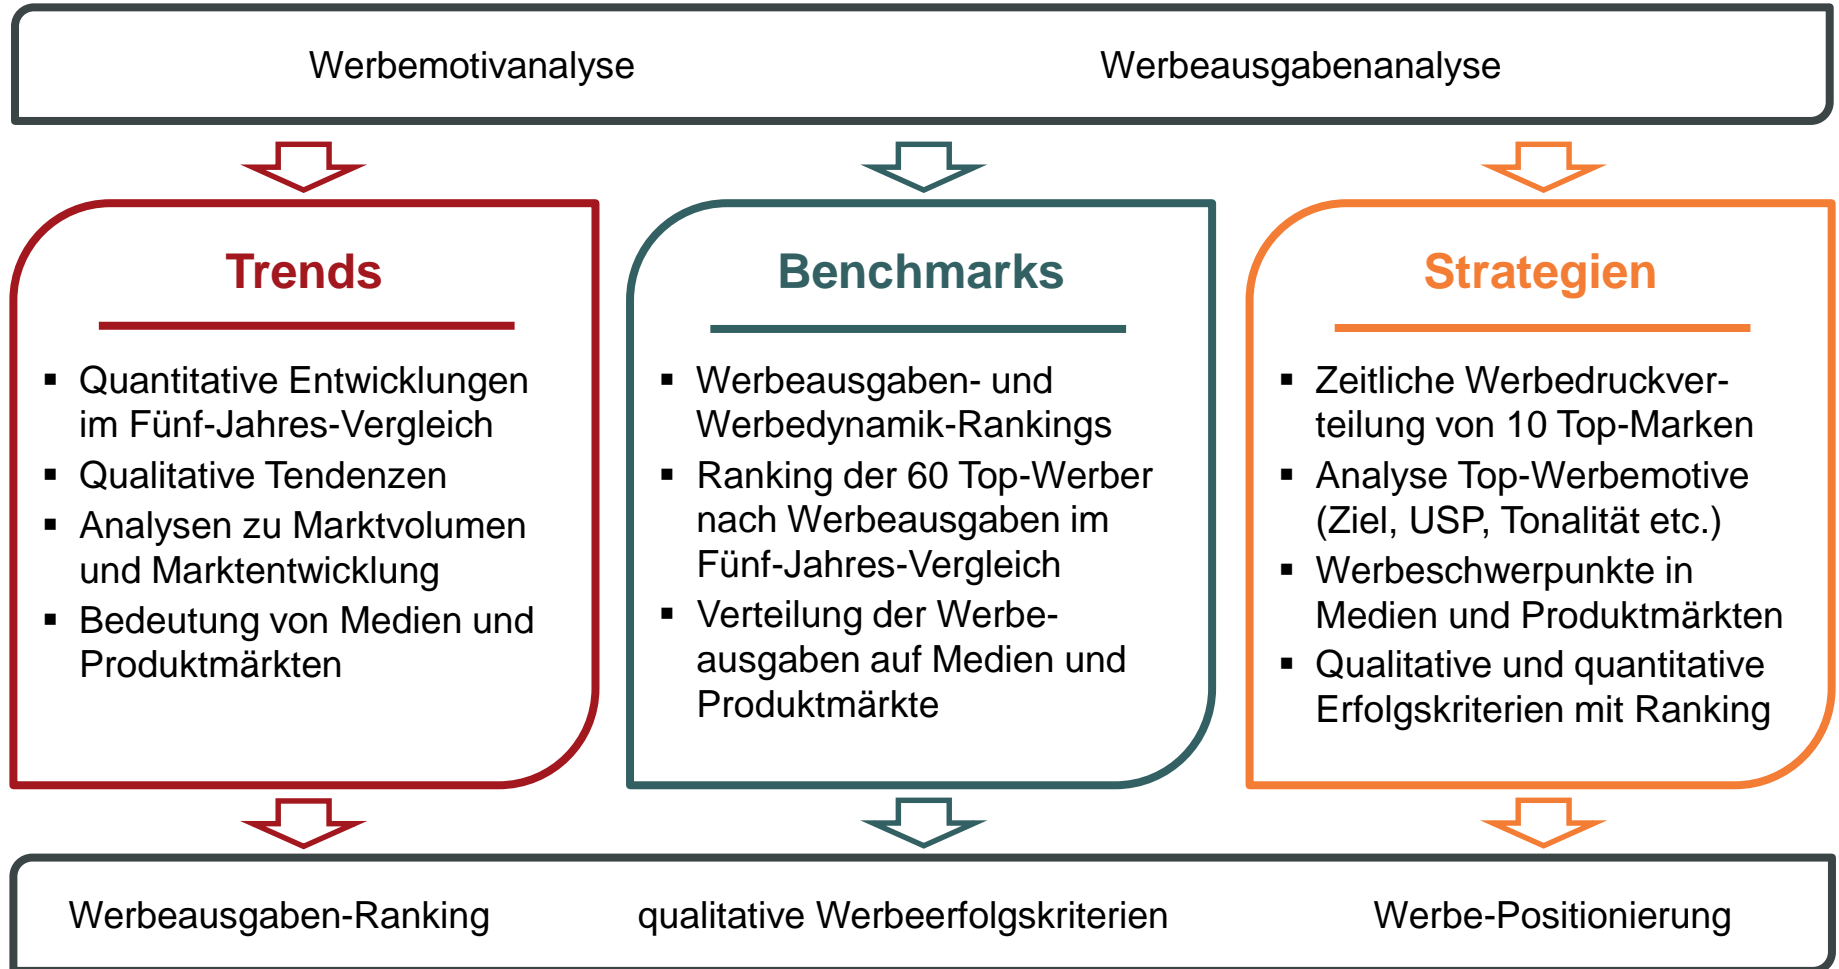 Werbemotivanalyse
Werbeausgabenanalyse
Trends
▪ Quantitative Entwicklungen
im Fünf-Jahres-Vergleich
▪ Qualitative Tendenzen
▪ Analysen zu Marktvolumen
und Marktentwicklung
▪ Bedeutung von Medien und
Produktmärkten
Benchmarks
▪ Werbeausgaben- und
Werbedynamik-Rankings
▪ Ranking der 60 Top-Werber
nach Werbeausgaben im
Fünf-Jahres-Vergleich
▪ Verteilung der Werbe-
ausgaben auf Medien und
Produktmärkte
Strategien
▪ Zeitliche Werbedruckver-
teilung von 10 Top-Marken
▪ Analyse Top-Werbemotive
(Ziel, USP, Tonalität etc.)
▪ Werbeschwerpunkte in
Medien und Produktmärkten
▪ Qualitative und quantitative
Erfolgskriterien mit Ranking
Werbeausgaben-Ranking
qualitative Werbeerfolgskriterien
Werbe-Positionierung